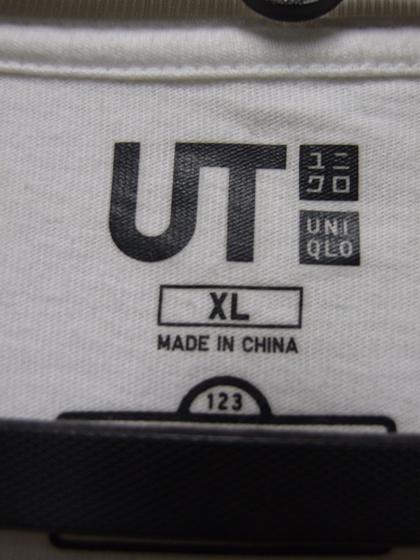 UT
ユニ
クロ
UNI
QLO
XL
MADE IN CHINA
123